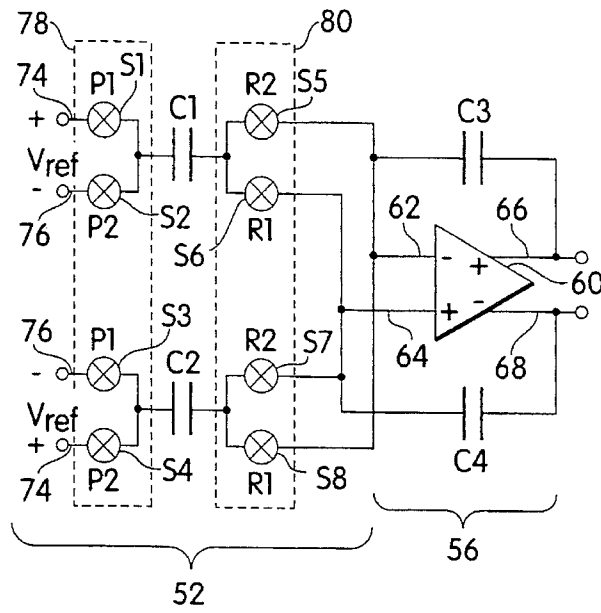 78
80
74
P1
S1
C1
R2
S5
C3
+
Vref
-
76
P2
S2
S6
R1
62
-
+
66
60
+
-
64
68
76
P1
S3
C2
R2
S7
-
Vref
+
74
P2
S4
R1
S8
C4
52
56